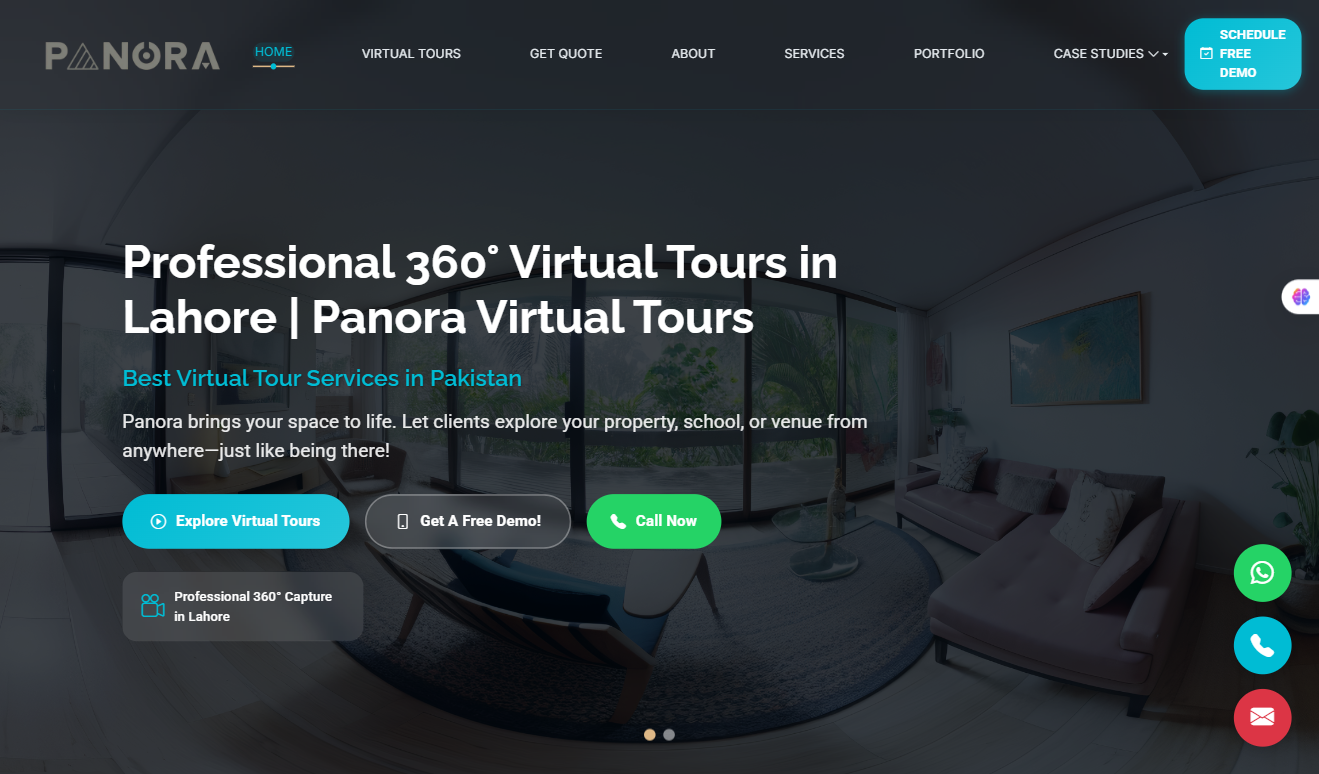 PANORA
HOME
VIRTUAL TOURS
GET QUOTE
ABOUT
SERVICES
PORTFOLIO
CASE STUDIES
SCHEDULE
FREE
DEMO
Professional 360° Virtual Tours in
Lahore | Panora Virtual Tours
Best Virtual Tour Services in Pakistan
Panora brings your space to life. Let clients explore your property, school, or venue from
anywhere—just like being there!
Explore Virtual Tours
Get A Free Demo!
Call Now
Professional 360° Capture
in Lahore